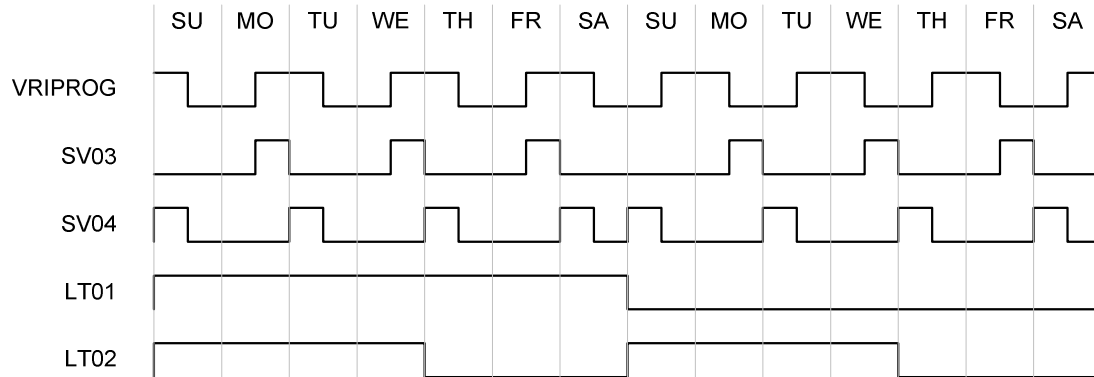 SU MO TU WE TH FR SA SU MO TU WE TH FR SA
VRIPROG
SV03
SV04
LT01
LT02